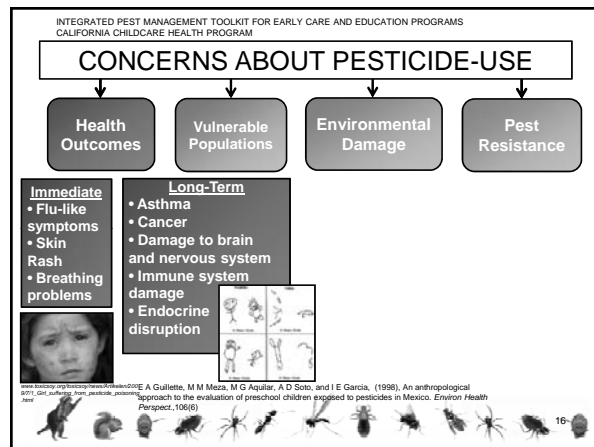 INTEGRATED PEST MANAGEMENT TOOLKIT FOR EARLY CARE AND EDUCATION PROGRAMS
CALIFORNIA CHILDCARE HEALTH PROGRAM
CONCERNS ABOUT PESTICIDE-USE
Health
Outcomes
Vulnerable
Populations
Environmental
Damage
Pest
Resistance
Immediate
• Flu-like
symptoms
• Skin
Rash
• Breathing
problems
Long-Term
• Asthma
• Cancer
• Damage to brain
and nervous system
• Immune system
damage
• Endocrine
disruption
www.toxicsoy.org/toxicsoy/news/Artikelen/200
9/7/1_Girl_suffering_from_pesticide_poisoning
.html
E A Guillette, M M Meza, M G Aquilar, A D Soto, and I E Garcia, (1998), An anthropological
approach to the evaluation of preschool children exposed to pesticides in Mexico. Environ Health
Perspect.,106(6)
16